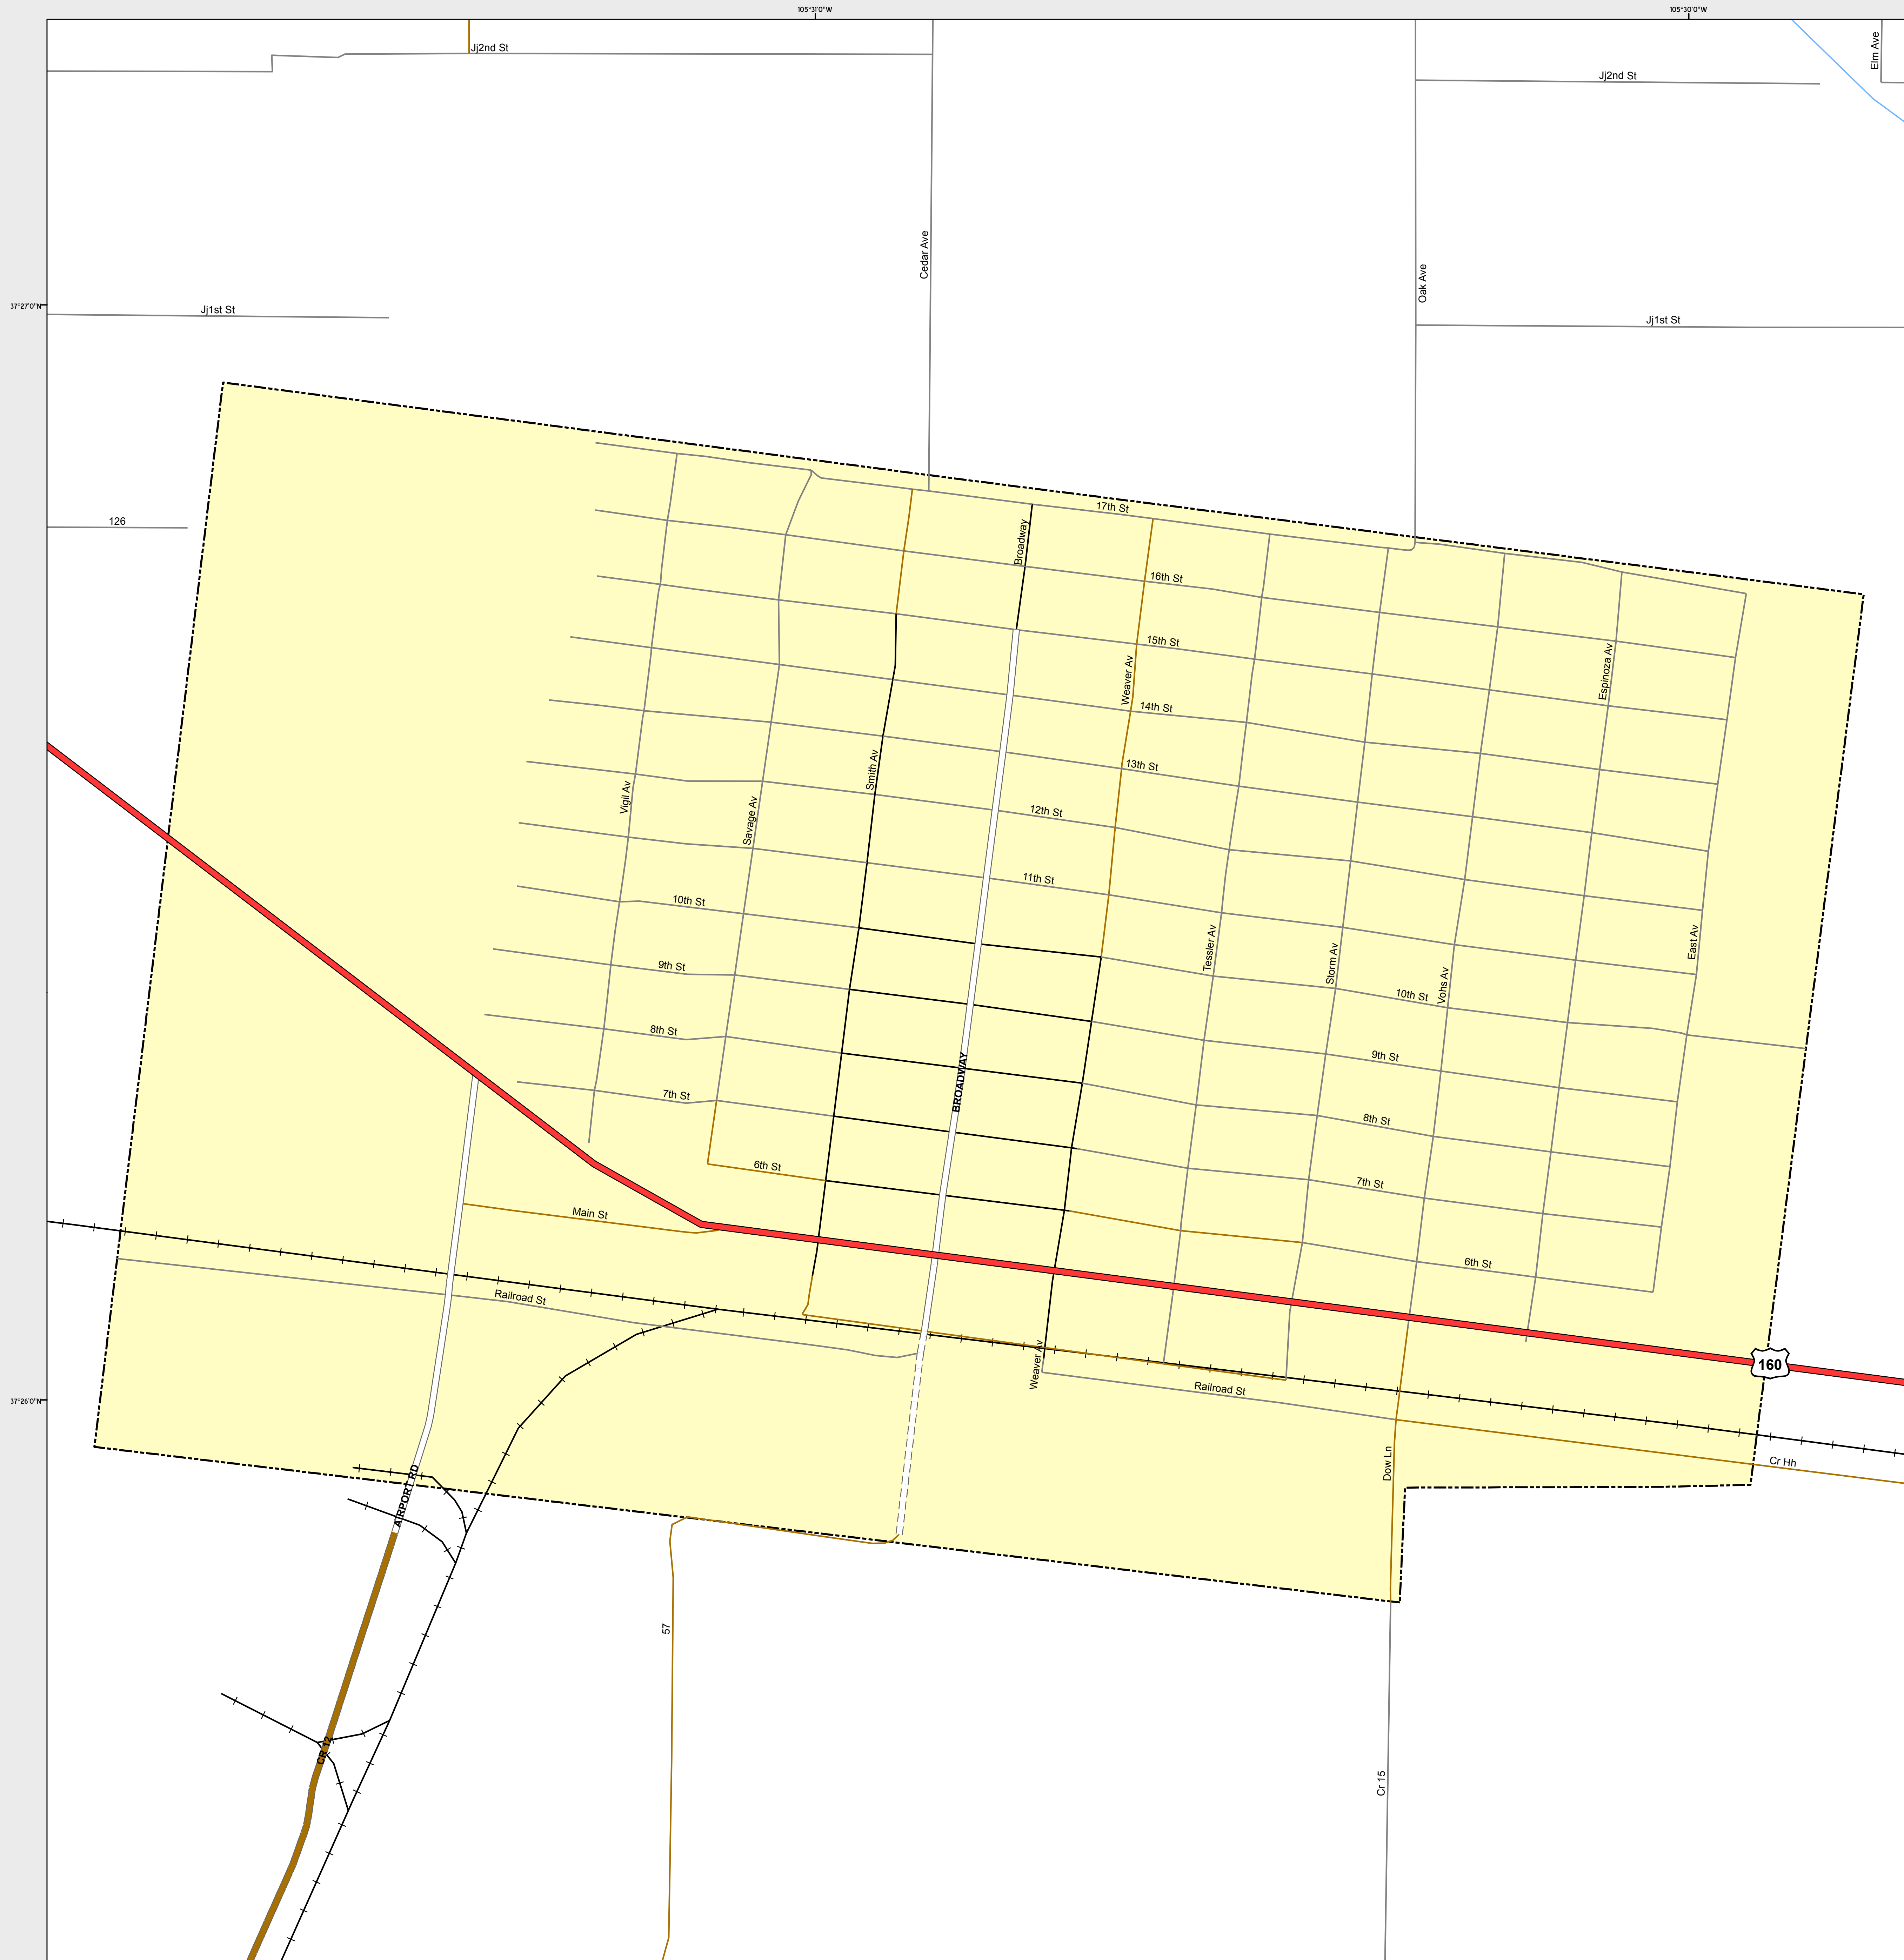 105°31'0"W
105°30'0"W
Jj2nd St
Elm Ave
Jj2nd St
Cedar Ave
Oak Ave
37°27'0"N
Jj1st St
Jj1st St
126
17th St
Broadway
16th St
15th St
Espinoza Av
Weaver Av
14th St
13th St
Smith Av
Vigil Av
Savage Av
12th St
11th St
10th St
East Av
Tessler Av
Storm Av
9th St
Vohs Av
10th St
8th St
9th St
BROADWAY
7th St
8th St
6th St
7th St
Main St
6th St
Railroad St
Weaver Av
160
Railroad St
37°26'0"N
Dow Ln
Cr Hh
AIRPORT RD
57
CR 12
Cr 15